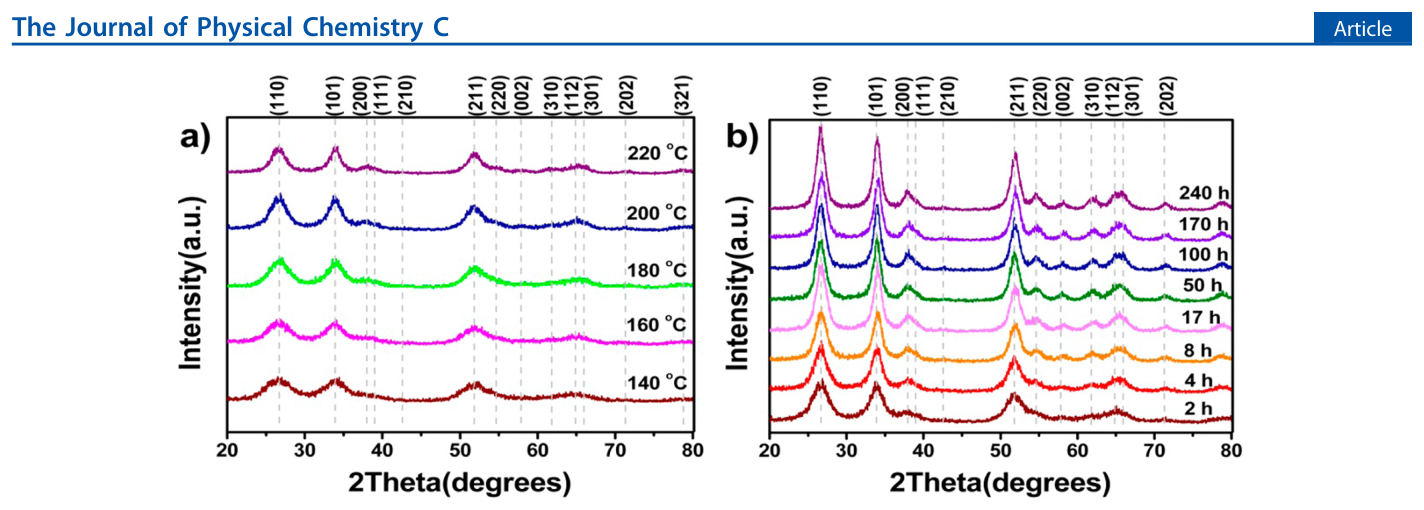 The Journal of Physical Chemistry C
Article
a)
(110) (101) (200) (111) (210) (211) (220) (002) (310) (112) (301) (202) (321)
220 °C
200 °C
180 °C
160 °C
140 °C
Intensity(a.u.)
20 30 40 50 60 70 80
2Theta(degrees)
b)
(110) (101) (200) (111) (210) (211) (220) (002) (310) (112) (301) (202)
240 h
170 h
100 h
50 h
17 h
8 h
4 h
2 h
Intensity(a.u.)
20 30 40 50 60 70 80
2Theta(degrees)